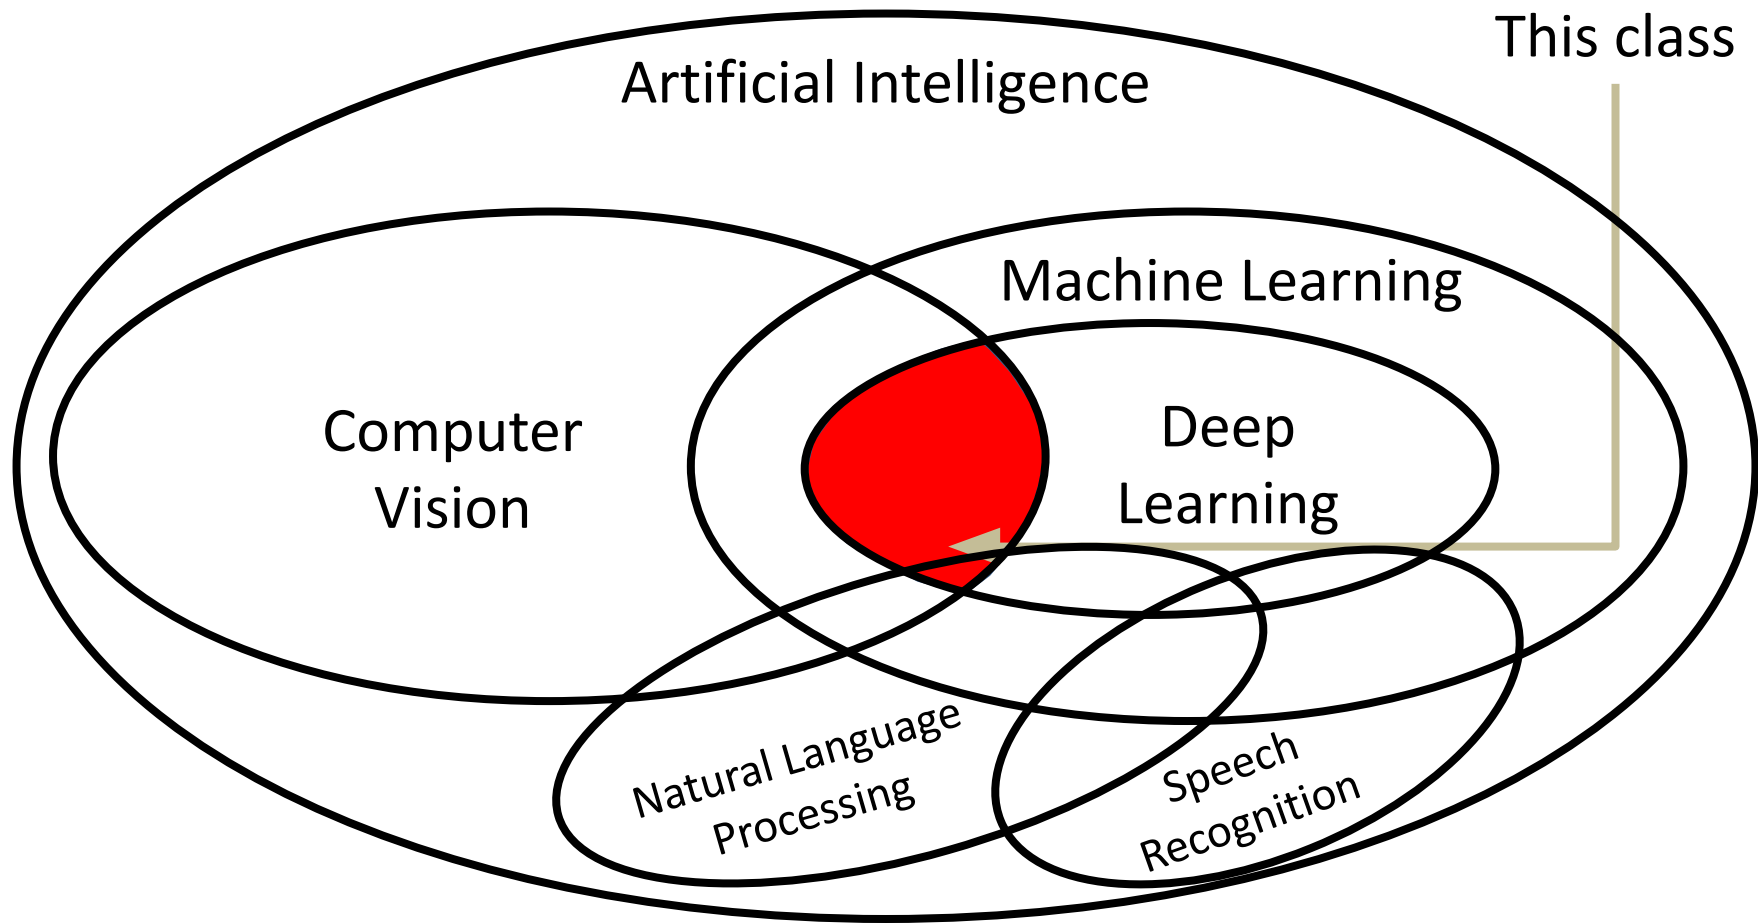 This class
Artificial Intelligence
Machine Learning
Computer
Vision
Deep
Learning
Natural Language
Processing
Speech
Recognition